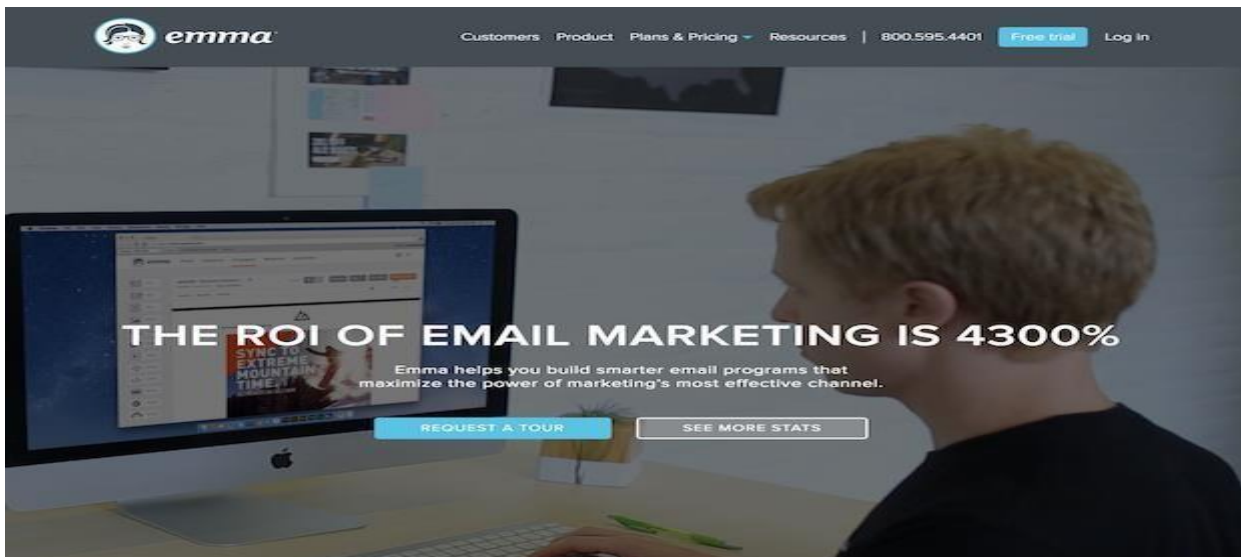 emma
Customers Product Plans & Pricing Resources | 800.595.4401 Free trial Log In
emma
SYNC TO
EXTREME
MOUNTAIN
TIME.
THE ROI OF EMAIL MARKETING IS 4300%
Emma helps you build smarter email programs that
maximize the power of marketing's most effective channel.
REQUEST A TOUR SEE MORE STATS